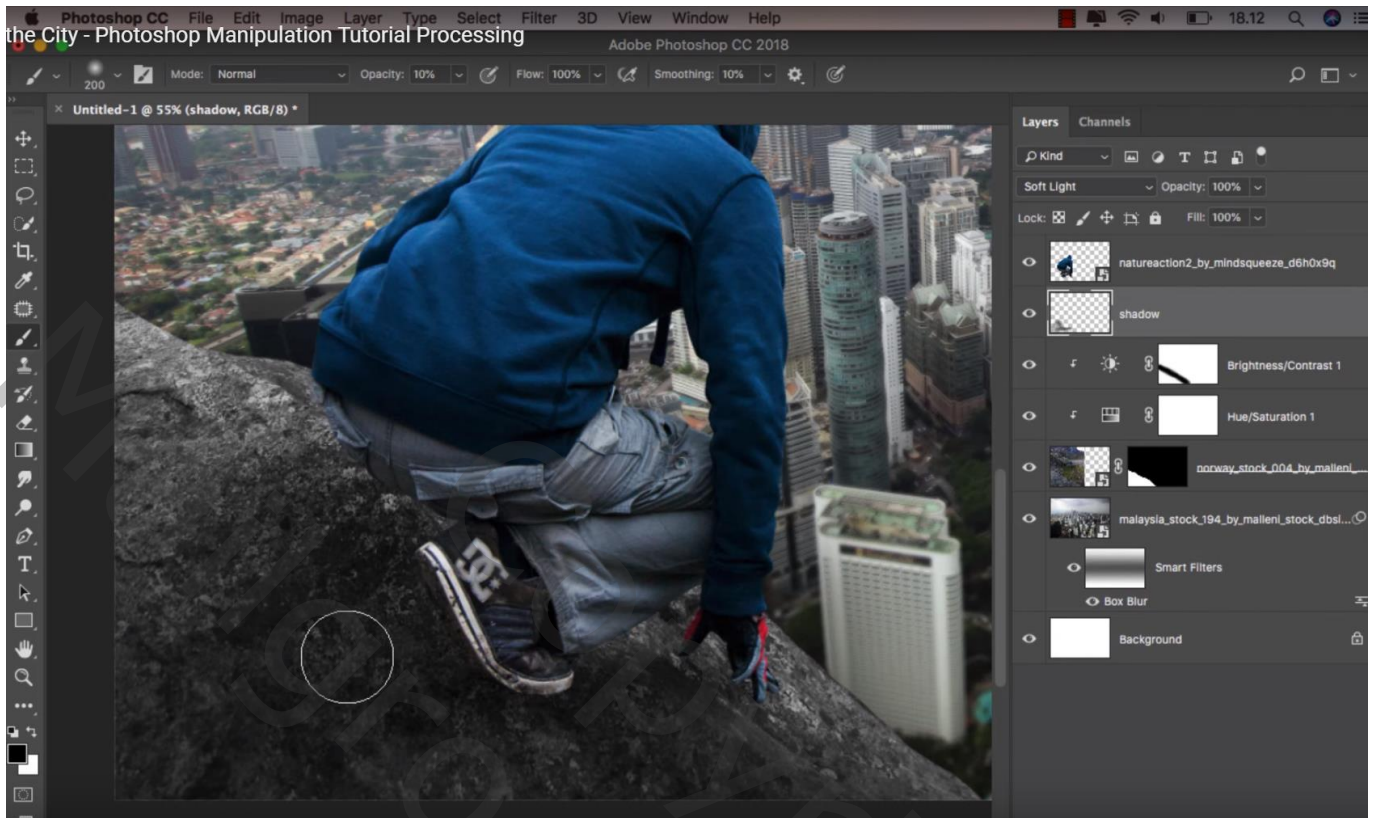 Photoshop CC File Edit Image Layer Type Select Filter 3D View Window Help 18.12
the City - Photoshop Manipulation Tutorial Processing
Adobe Photoshop CC 2018
200 Mode: Normal Opacity: 10% Flow: 100% Smoothing: 10%
Untitled-1 @ 55% (shadow, RGB/8) *
Layers Channels
Kind
Soft Light Opacity: 100%
Lock: Fill: 100%
natureaction2_by_mindsqueeze_d6h0x9q
shadow
Brightness/Contrast 1
Hue/Saturation 1
norway_stock_004_by_malleni_...
malaysia_stock_194_by_malleni_stock_dbsl...
Smart Filters
Box Blur
Background
DC